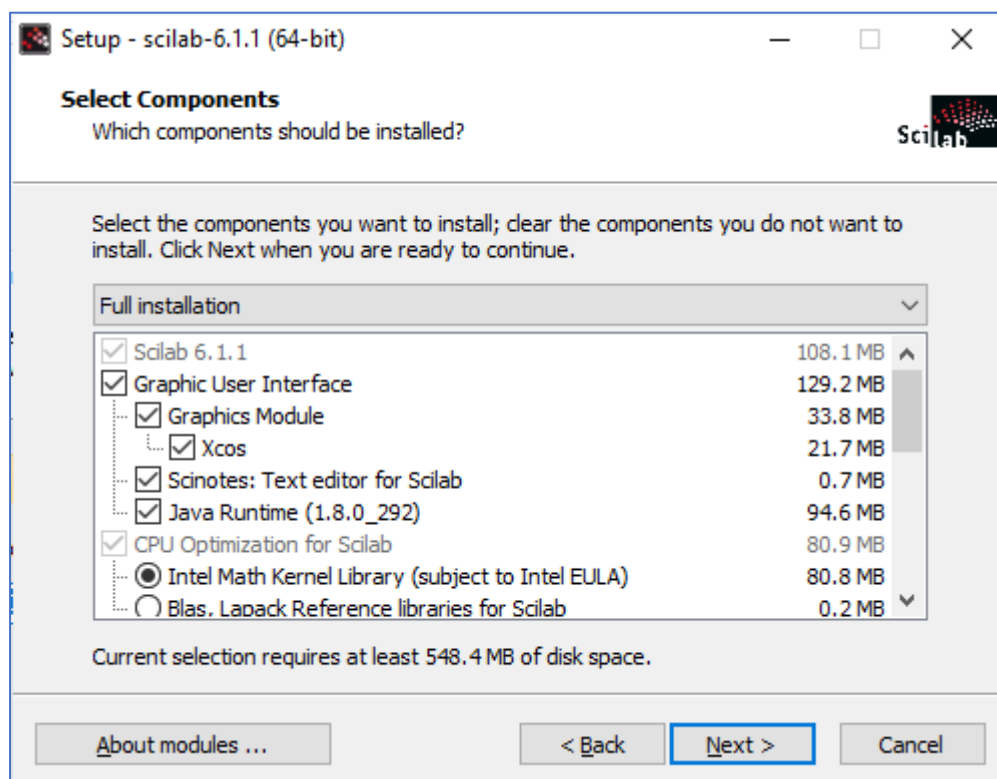 Setup - scilab-6.1.1 (64-bit)
Select Components
Which components should be installed?
Scilab
Select the components you want to install; clear the components you do not want to
install. Click Next when you are ready to continue.
Full installation
Scilab 6.1.1 108.1 MB
Graphic User Interface 129.2 MB
Graphics Module 33.8 MB
Xcos 21.7 MB
Scinotes: Text editor for Scilab 0.7 MB
Java Runtime (1.8.0_292) 94.6 MB
CPU Optimization for Scilab 80.9 MB
Intel Math Kernel Library (subject to Intel EULA) 80.8 MB
Blas, Lapack Reference libraries for Scilab 0.2 MB
Current selection requires at least 548.4 MB of disk space.
About modules ... < Back Next > Cancel